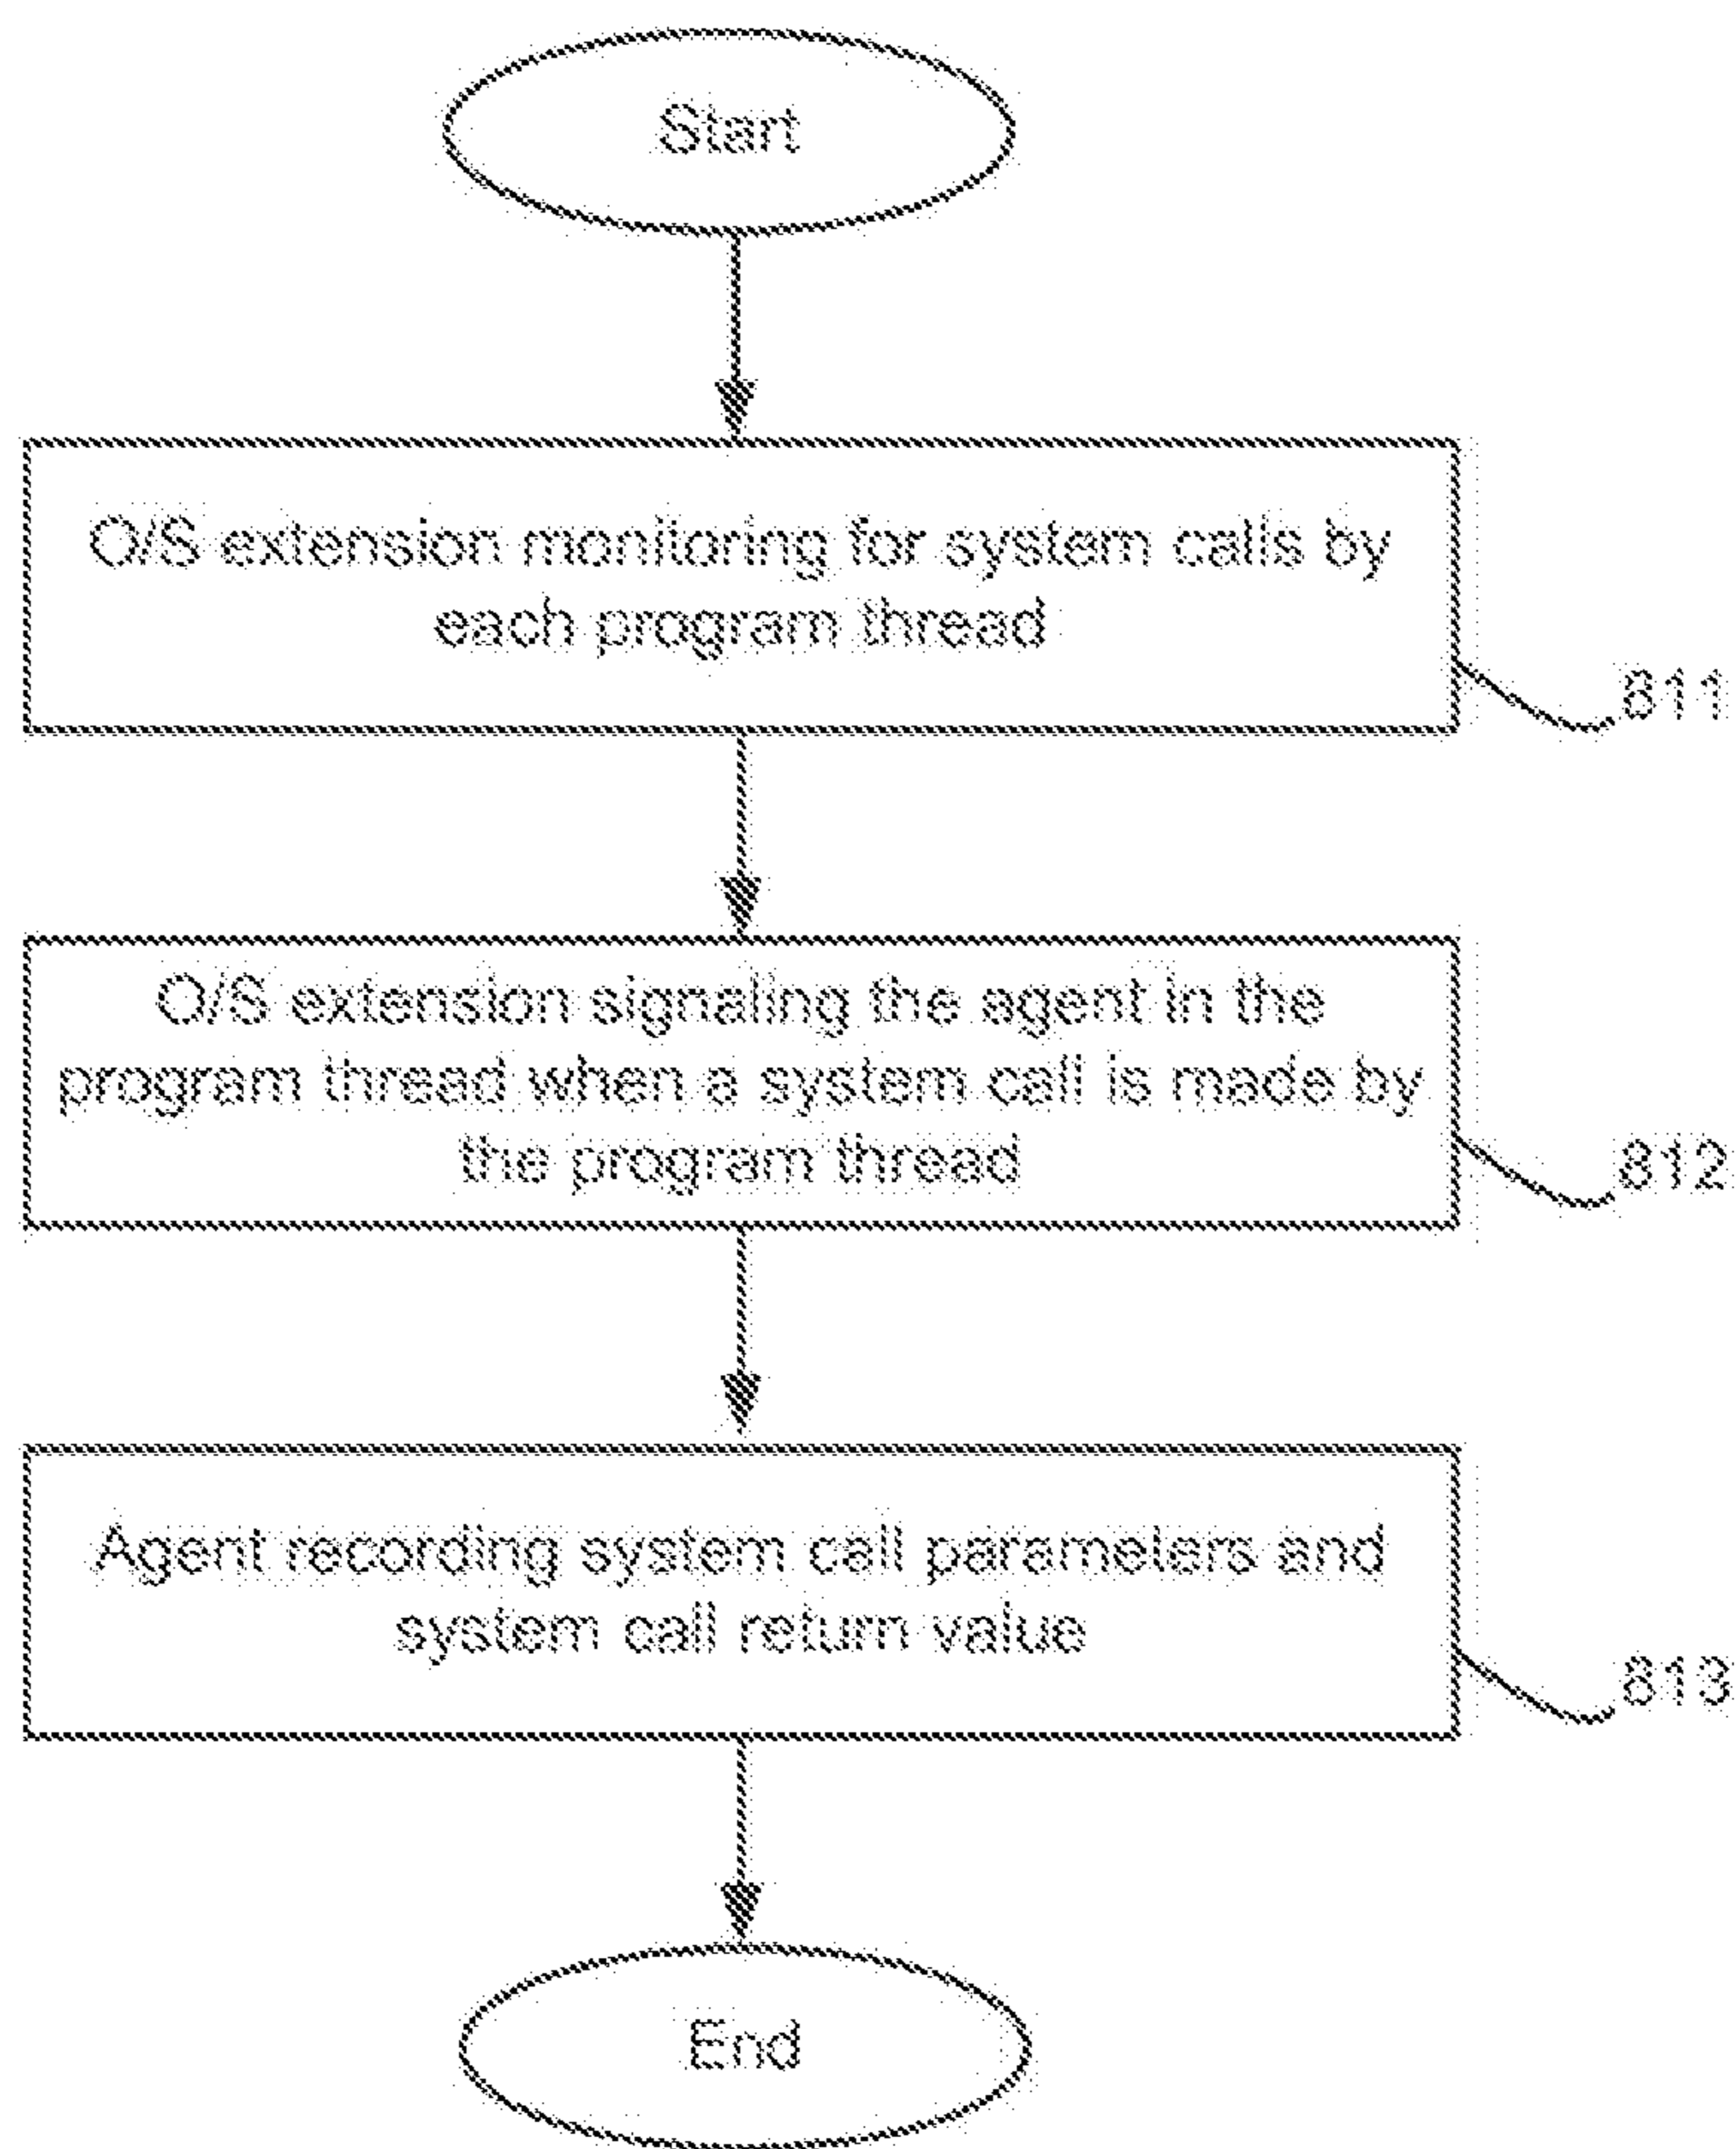 Start
O/S extension monitoring for system calls by
each program thread
811
O/S extension signaling the agent in the
program thread when a system call is made by
the program thread
812
Agent recording system call parameters and
system call return value
813
End